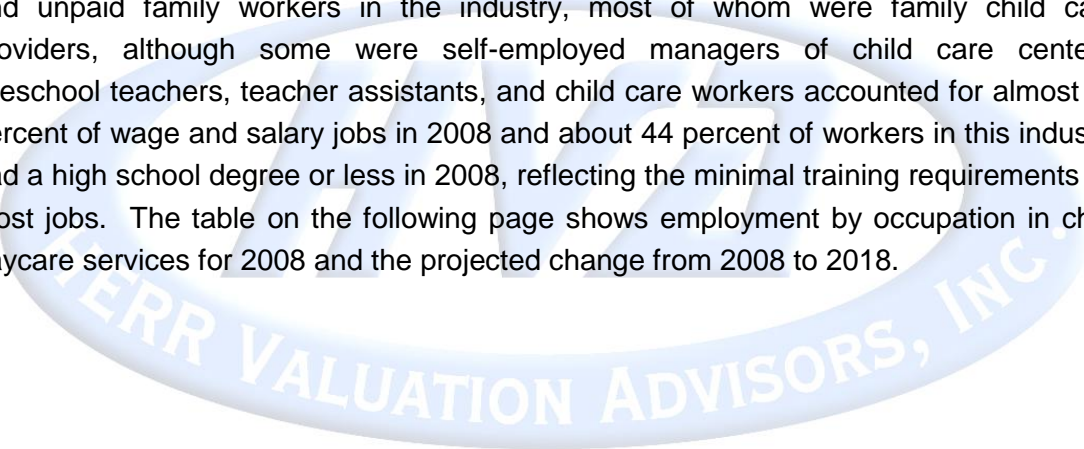 nd unpaid family workers in the industry, most of whom were family child ca
oviders, although some were self-employed managers of child care cente
eschool teachers, teacher assistants, and child care workers accounted for almost
ercent of wage and salary jobs in 2008 and about 44 percent of workers in this indus
ad a high school degree or less in 2008, reflecting the minimal training requirements
ost jobs. The table on the following page shows employment by occupation in ch
aycare services for 2008 and the projected change from 2008 to 2018.
HVA
HERR VALUATION ADVISORS, INC.